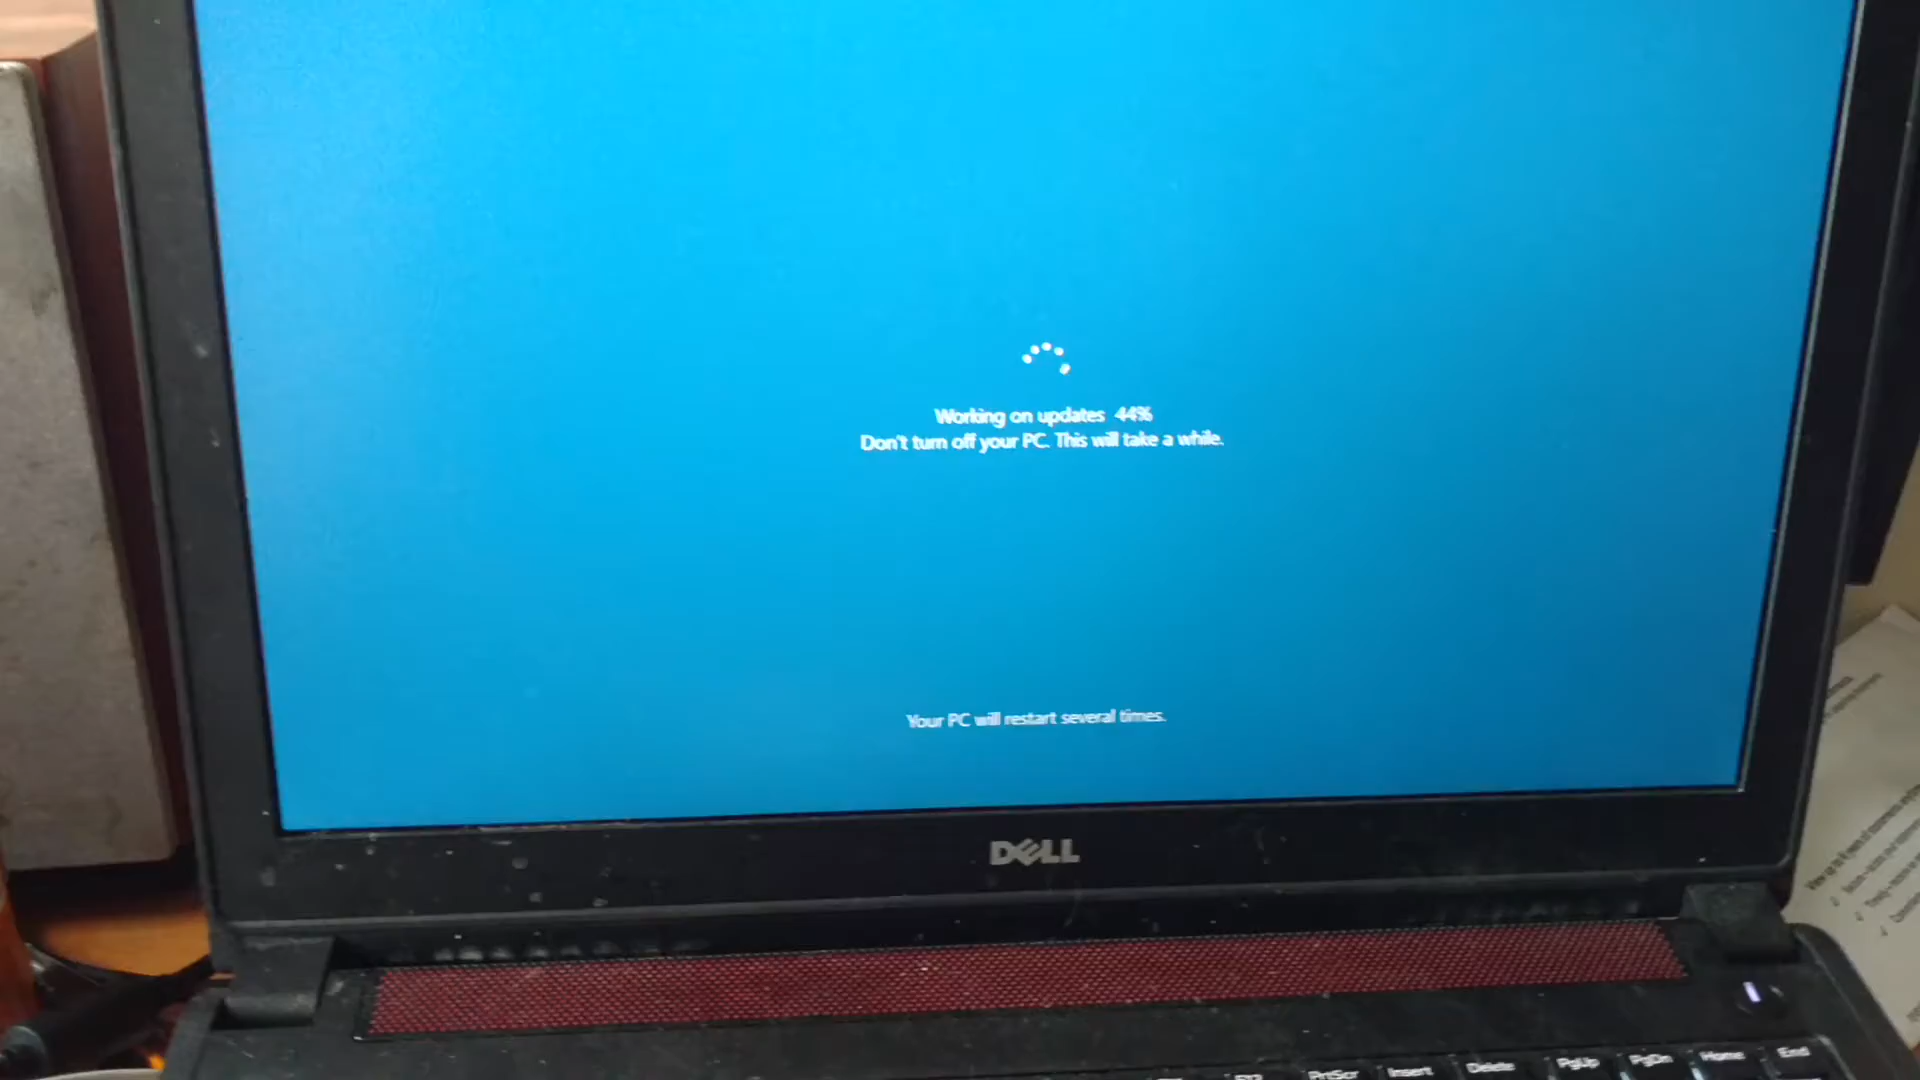 Working on updates 44%
Don't turn off your PC. This will take a while.
Your PC will restart several times.
DELL
PrtScr
Insert
Delete
PgUp
PgDn
Home
End